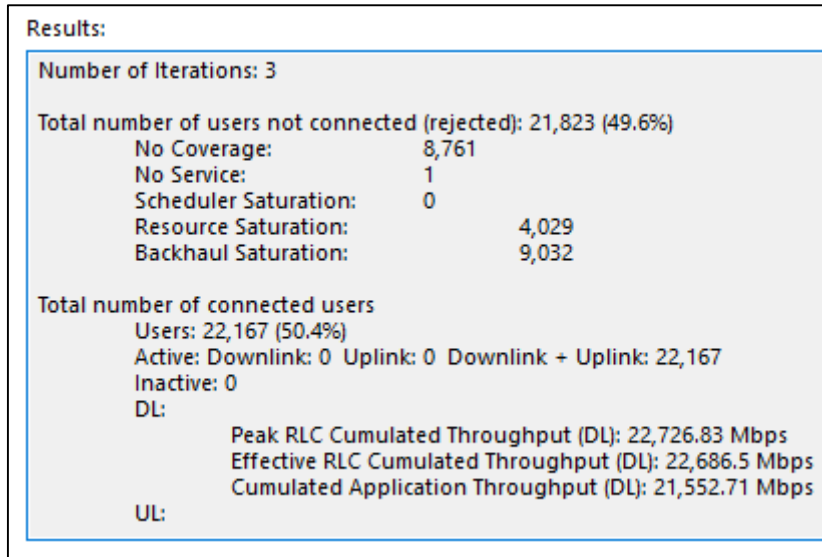 Results:
Number of Iterations: 3
Total number of users not connected (rejected): 21,823 (49.6%)
No Coverage: 8,761
No Service: 1
Scheduler Saturation: 0
Resource Saturation: 4,029
Backhaul Saturation: 9,032
Total number of connected users
Users: 22,167 (50.4%)
Active: Downlink: 0 Uplink: 0 Downlink + Uplink: 22,167
Inactive: 0
DL:
Peak RLC Cumulated Throughput (DL): 22,726.83 Mbps
Effective RLC Cumulated Throughput (DL): 22,686.5 Mbps
Cumulated Application Throughput (DL): 21,552.71 Mbps
UL: